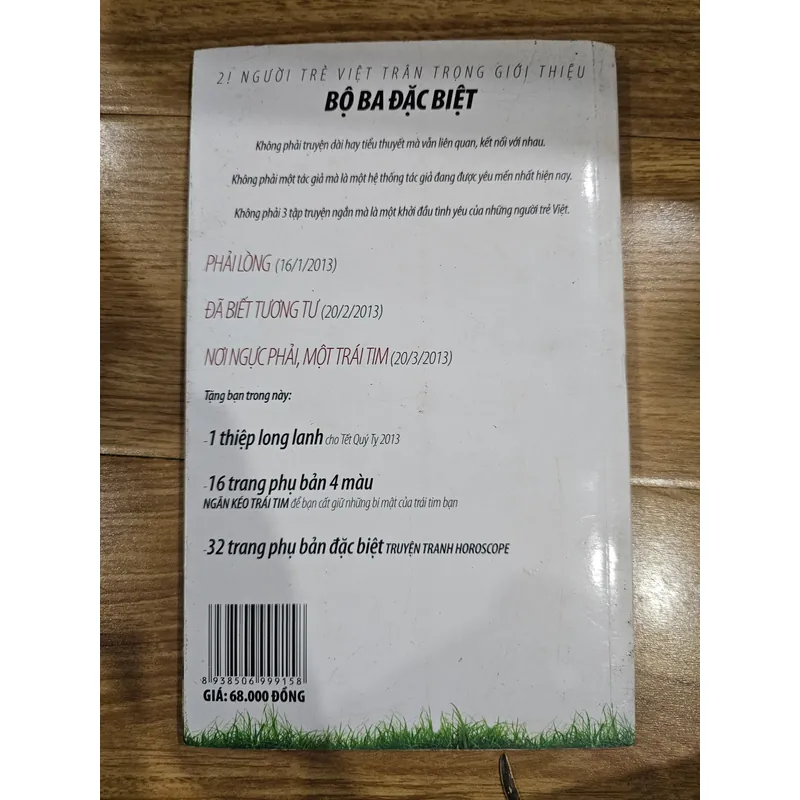 2! NGƯỜI TRẺ VIỆT TRÂN TRỌNG GIỚI THIỆU
BỘ BA ĐẶC BIỆT
Không phải truyện dài hay tiểu thuyết mà vẫn liên quan, kết nối với nhau.
Không phải một tác giả mà là một hệ thống tác giả đang được yêu mến nhất hiện nay.
Không phải 3 tập truyện ngắn mà là một khởi đầu tình yêu của những người trẻ Việt.
PHẢI LÒNG (16/1/2013)
ĐÃ BIẾT TƯƠNG TƯ (20/2/2013)
NƠI NGỰC PHẢI, MỘT TRÁI TIM (20/3/2013)
Tặng bạn trong này:
-1 thiệp long lanh cho Tết Quý Tỵ 2013
-16 trang phụ bản 4 màu
NGĂN KÉO TRÁI TIM để bạn cất giữ những bí mật của trái tim bạn
-32 trang phụ bản đặc biệt TRUYỆN TRANH HOROSCOPE
8 938506 999158
GIÁ: 68.000 ĐỒNG